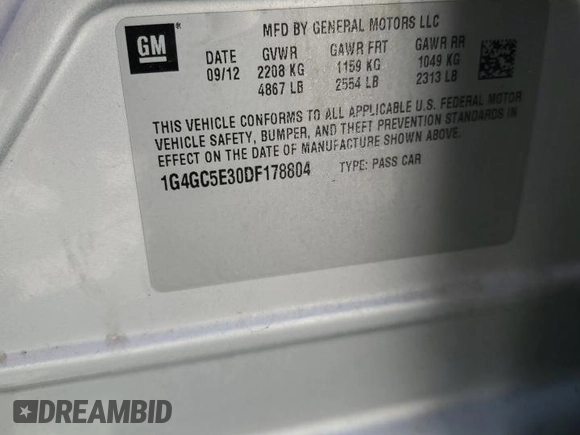 GM
MFD BY GENERAL MOTORS LLC
DATE GVWR GAWR FRT GAWR RR
09/12 2208 KG 1159 KG 1049 KG
4867 LB 2554 LB 2313 LB
THIS VEHICLE CONFORMS TO ALL APPLICABLE U.S. FEDERAL MOTOR
VEHICLE SAFETY, BUMPER, AND THEFT PREVENTION STANDARDS IN
EFFECT ON THE DATE OF MANUFACTURE SHOWN ABOVE.
1G4GC5E30DF178804 TYPE: PASS CAR
DREAMBID